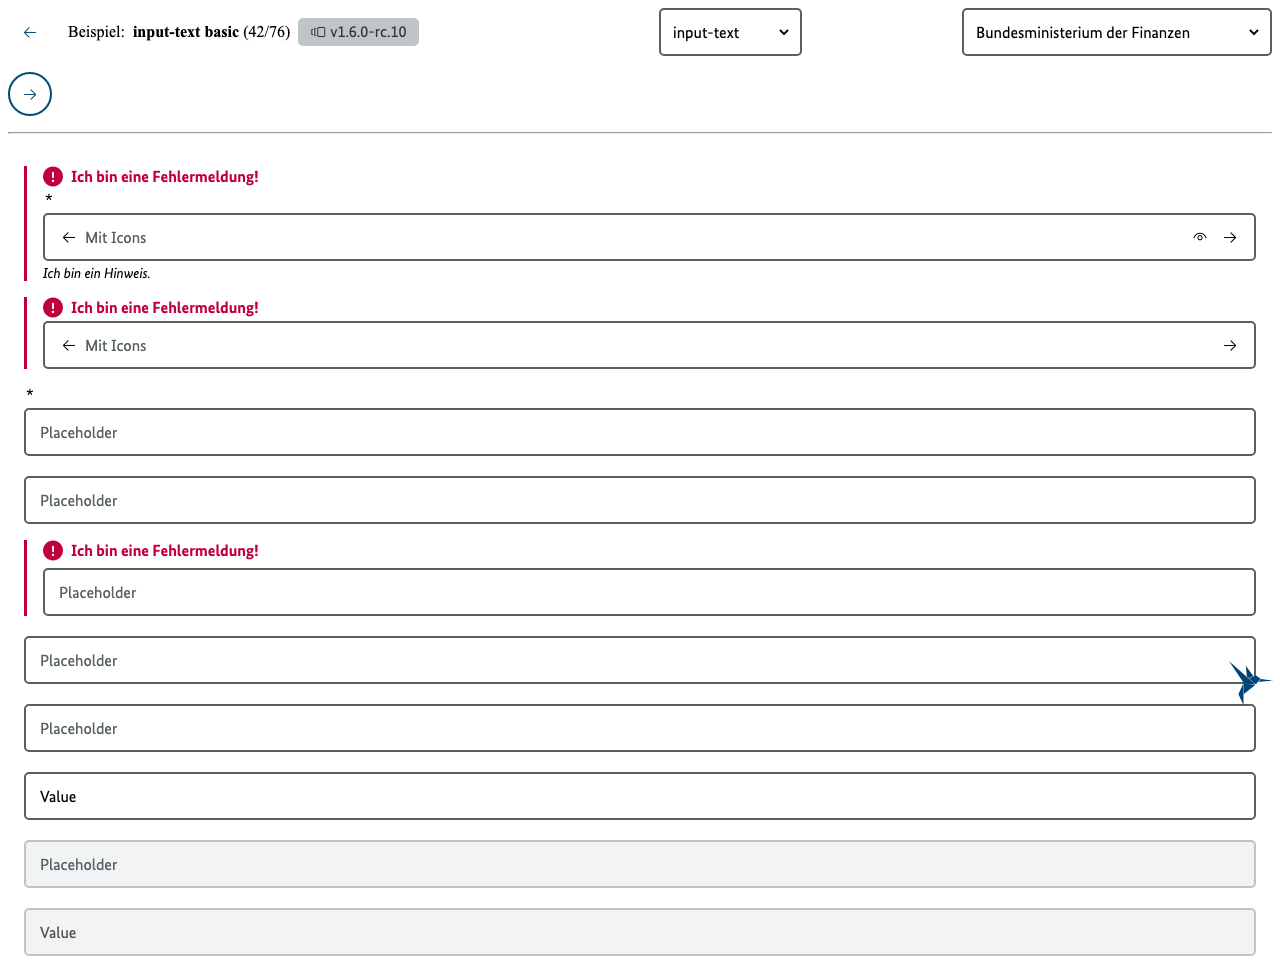 Beispiel: input-text basic (42/76) v1.6.0-rc.10 input-text Bundesministerium der Finanzen
Ich bin eine Fehlermeldung!
*
Mit Icons
Ich bin ein Hinweis.
Ich bin eine Fehlermeldung!
Mit Icons
*
Placeholder
Placeholder
Ich bin eine Fehlermeldung!
Placeholder
Placeholder
Placeholder
Value
Placeholder
Value